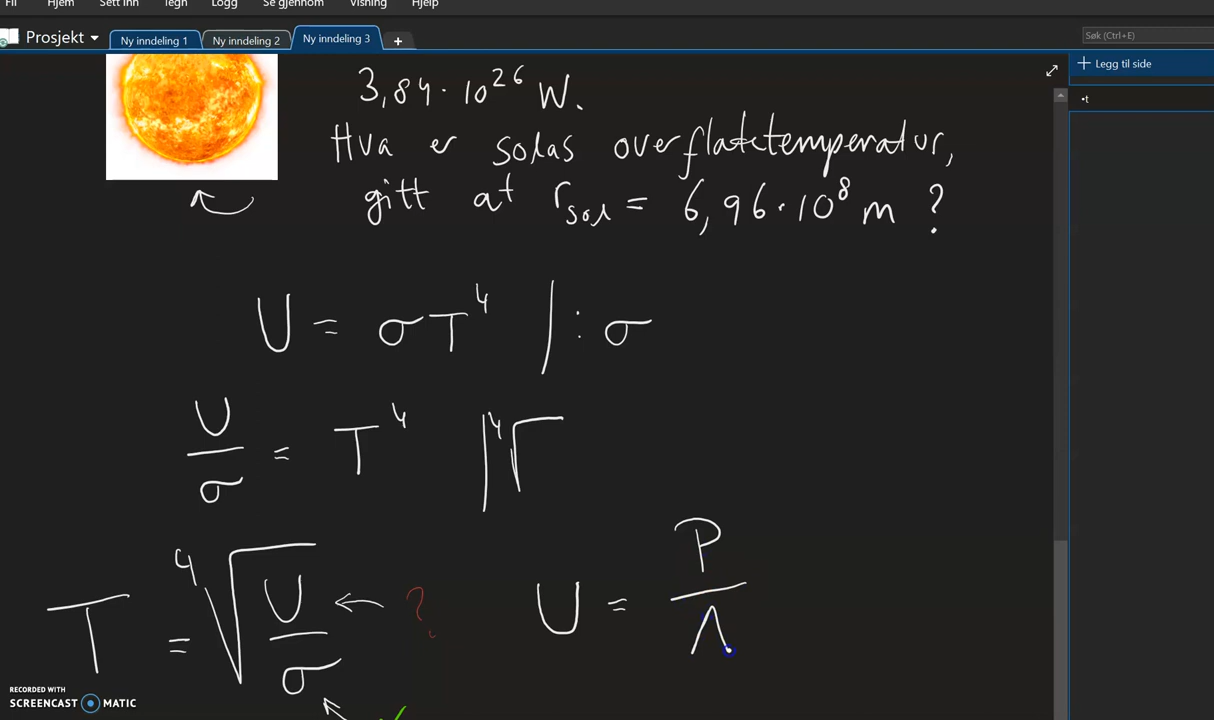 Fil Hjem Sett inn Tegn Logg Se gjennom Visning Hjelp
Prosjekt Ny inndeling 1 Ny inndeling 2 Ny inndeling 3 +
Søk (Ctrl+E)
+ Legg til side
•t
3,84·10²⁶ W.
Hva er solas overflatetemperatur,
gitt at r_sol = 6,96·10⁸ m ?
U = σT⁴ | : σ
U/σ = T⁴ | ⁴√
T = ⁴√(U/σ) ← ?
U = P/Λ
RECORDED WITH
SCREENCAST MATIC